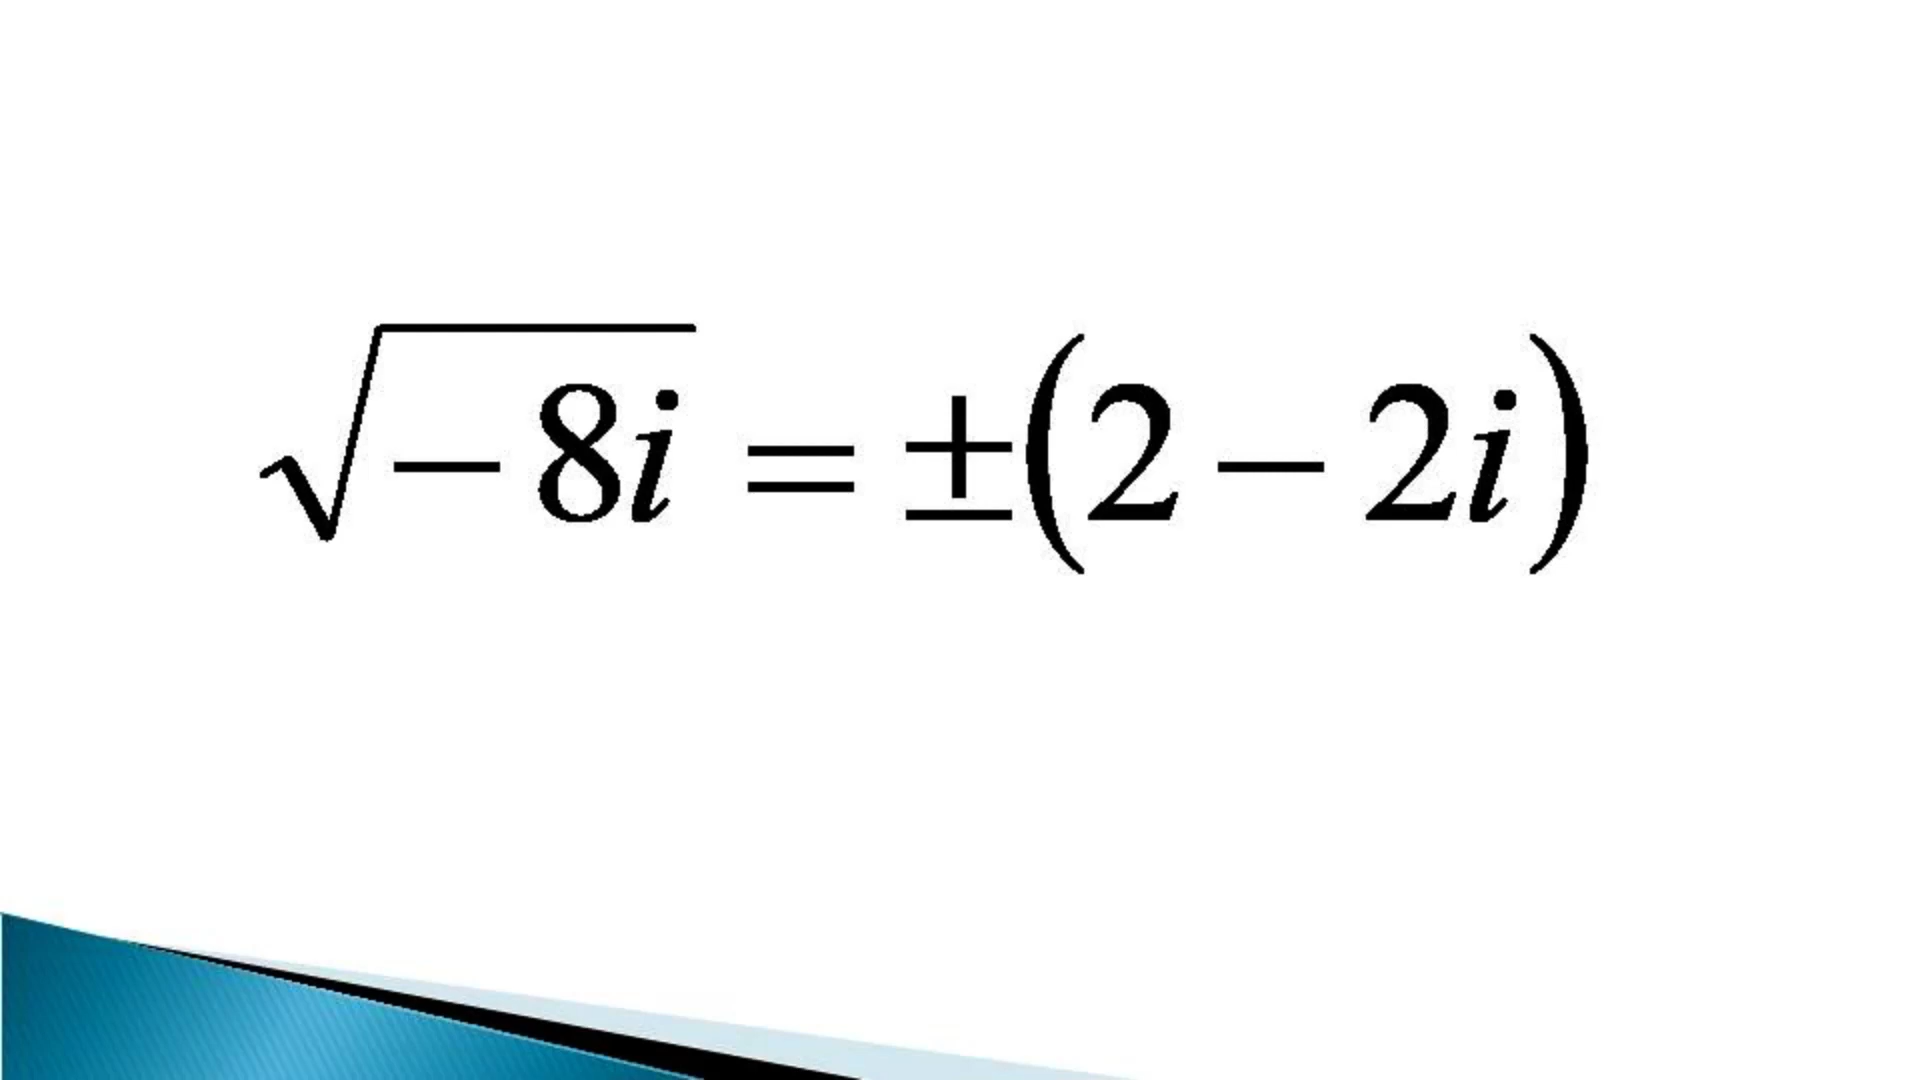 √−8i = ±(2 − 2i)